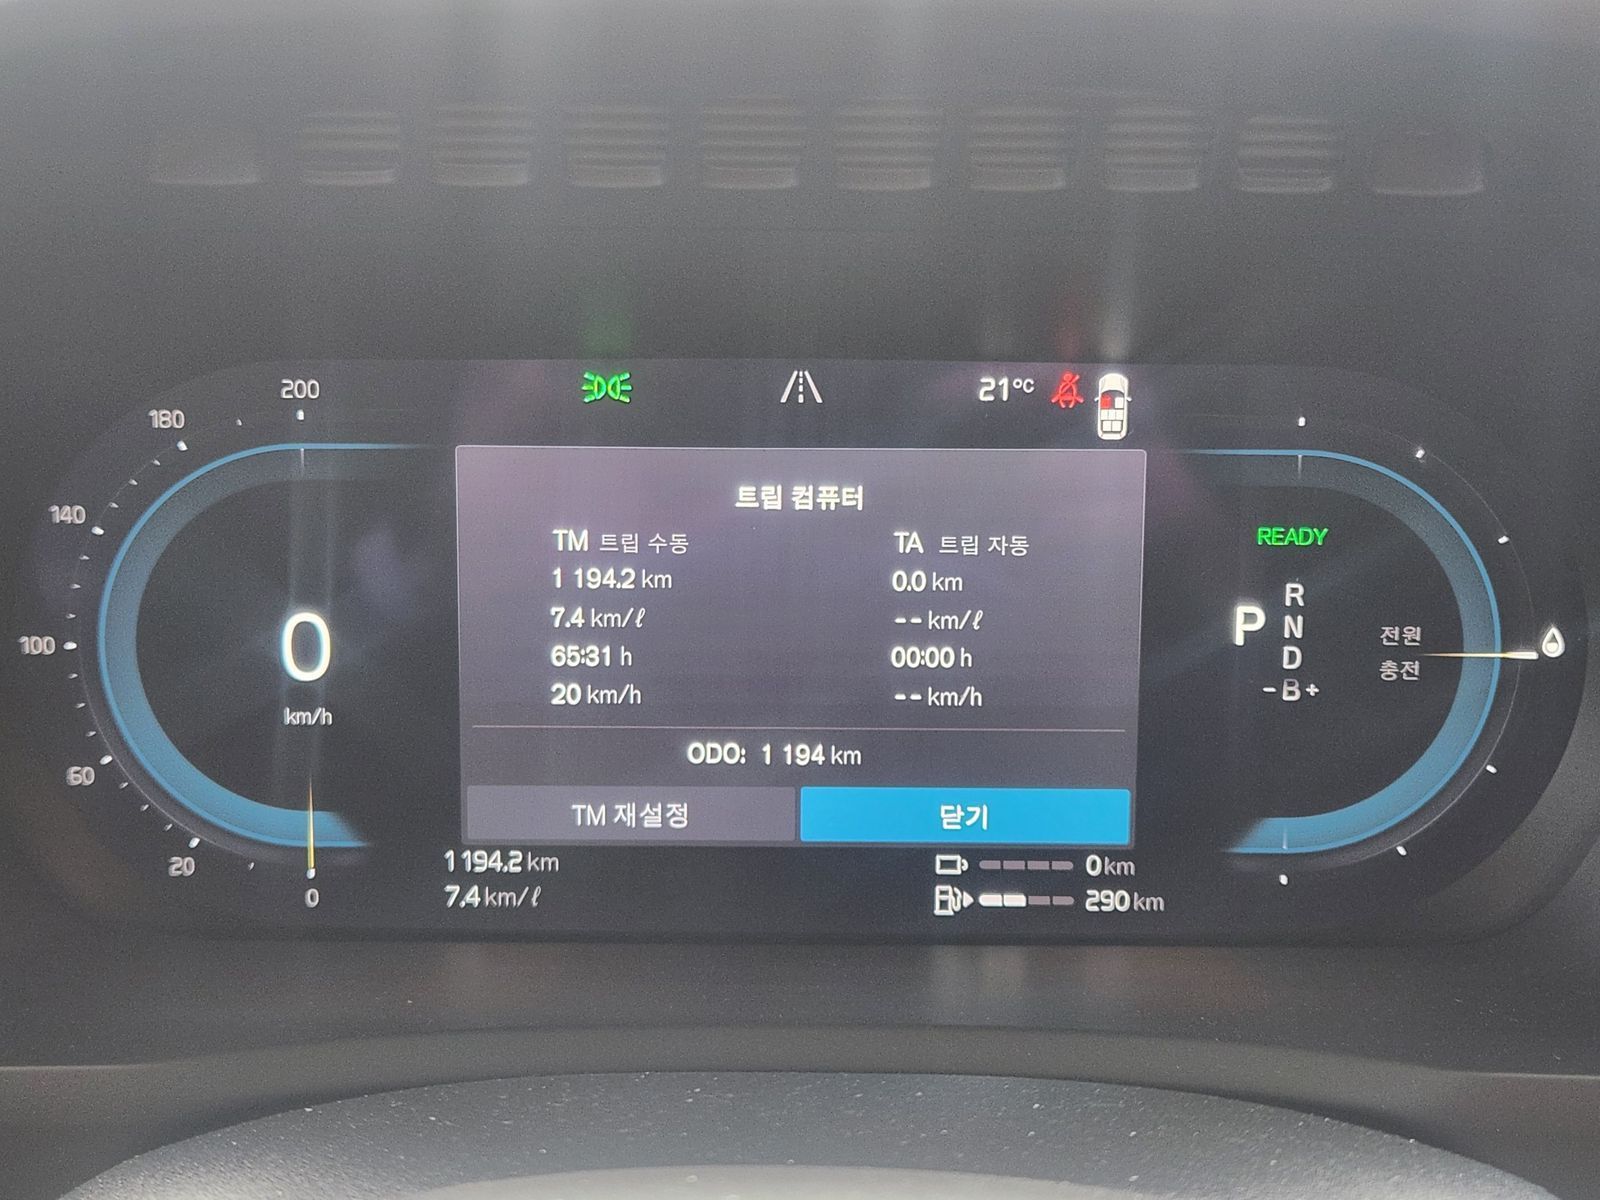 200
180
140
100
60
20
0
0
km/h
21°C
트립 컴퓨터
TM 트립 수동
1 194.2 km
7.4 km/ℓ
65:31 h
20 km/h
TA 트립 자동
0.0 km
-- km/ℓ
00:00 h
-- km/h
ODO: 1 194 km
TM 재설정
닫기
1 194.2 km
7.4 km/ℓ
0 km
290 km
READY
P
R
N
D
-B+
전원
충전